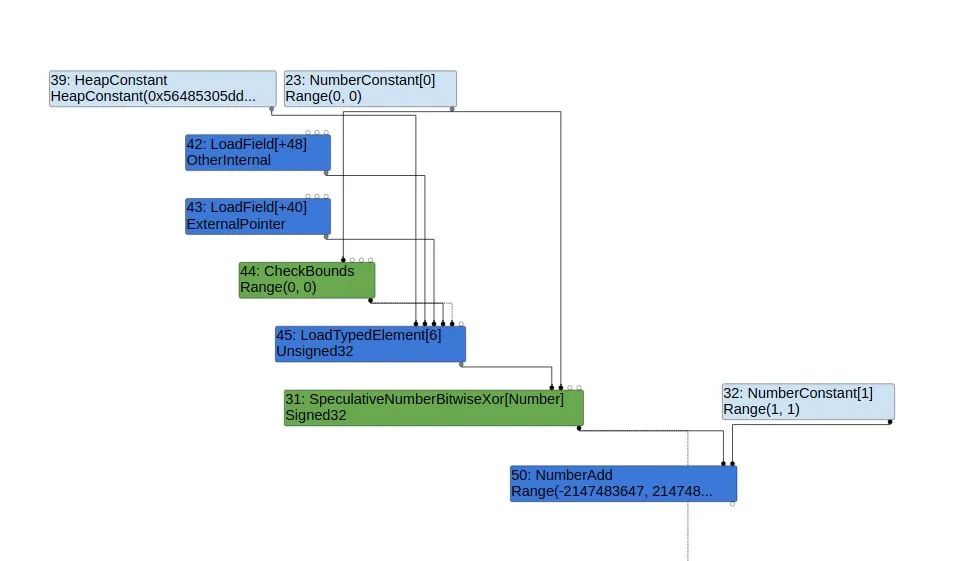 39: HeapConstant
HeapConstant(0x56485305dd...
23: NumberConstant[0]
Range(0, 0)
42: LoadField[+48]
OtherInternal
43: LoadField[+40]
ExternalPointer
44: CheckBounds
Range(0, 0)
45: LoadTypedElement[6]
Unsigned32
31: SpeculativeNumberBitwiseXor[Number]
Signed32
32: NumberConstant[1]
Range(1, 1)
50: NumberAdd
Range(-2147483647, 214748...